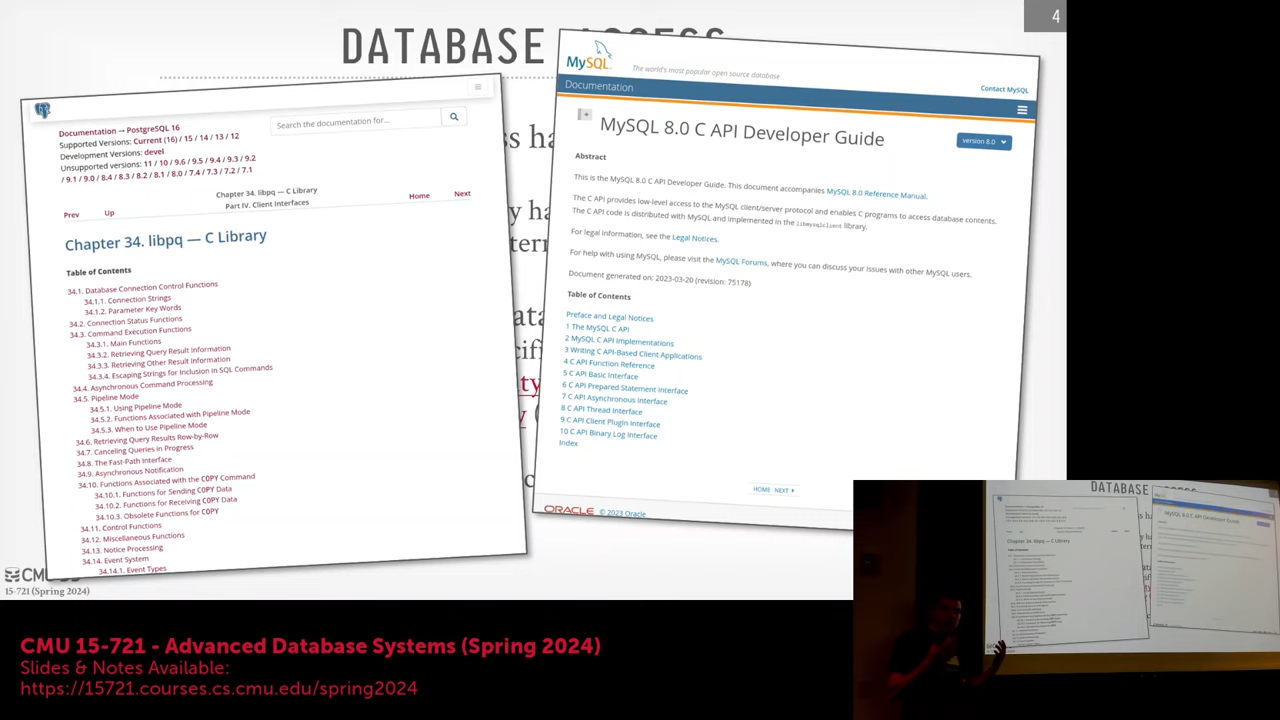 4
DATABASE ACCESS
Documentation → PostgreSQL 16
Supported Versions: Current (16) / 15 / 14 / 13 / 12
Development Versions: devel
Unsupported versions: 11 / 10 / 9.6 / 9.5 / 9.4 / 9.3 / 9.2
/ 9.1 / 9.0 / 8.4 / 8.3 / 8.2 / 8.1 / 8.0 / 7.4 / 7.3 / 7.2 / 7.1
Search the documentation for...
Chapter 34. libpq — C Library
Prev Up Part IV. Client Interfaces Home Next
Chapter 34. libpq — C Library
Table of Contents
34.1. Database Connection Control Functions
34.1.1. Connection Strings
34.1.2. Parameter Key Words
34.2. Connection Status Functions
34.3. Command Execution Functions
34.3.1. Main Functions
34.3.2. Retrieving Query Result Information
34.3.3. Retrieving Other Result Information
34.3.4. Escaping Strings for Inclusion in SQL Commands
34.4. Asynchronous Command Processing
34.5. Pipeline Mode
34.5.1. Using Pipeline Mode
34.5.2. Functions Associated with Pipeline Mode
34.5.3. When to Use Pipeline Mode
34.6. Retrieving Query Results Row-by-Row
34.7. Canceling Queries in Progress
34.8. The Fast-Path Interface
34.9. Asynchronous Notification
34.10. Functions Associated with the COPY Command
34.10.1. Functions for Sending COPY Data
34.10.2. Functions for Receiving COPY Data
34.10.3. Obsolete Functions for COPY
34.11. Control Functions
34.12. Miscellaneous Functions
34.13. Notice Processing
34.14. Event System
34.14.1. Event Types
MySQL
The world's most popular open source database
Contact MySQL
Documentation
MySQL 8.0 C API Developer Guide
version 8.0
Abstract
This is the MySQL 8.0 C API Developer Guide. This document accompanies MySQL 8.0 Reference Manual.
The C API provides low-level access to the MySQL client/server protocol and enables C programs to access database contents.
The C API code is distributed with MySQL and implemented in the libmysqlclient library.
For legal information, see the Legal Notices.
For help with using MySQL, please visit the MySQL Forums, where you can discuss your issues with other MySQL users.
Document generated on: 2023-03-20 (revision: 75178)
Table of Contents
Preface and Legal Notices
1 The MySQL C API
2 MySQL C API Implementations
3 Writing C API-Based Client Applications
4 C API Function Reference
5 C API Basic Interface
6 C API Prepared Statement Interface
7 C API Asynchronous Interface
8 C API Thread Interface
9 C API Client Plugin Interface
10 C API Binary Log Interface
Index
HOME NEXT
ORACLE © 2023 Oracle
15-721 (Spring 2024)
DATABASE ACCESS
Chapter 34. libpq — C Library
MySQL 8.0 C API Developer Guide
CMU 15-721 - Advanced Database Systems (Spring 2024)
Slides & Notes Available:
https://15721.courses.cs.cmu.edu/spring2024